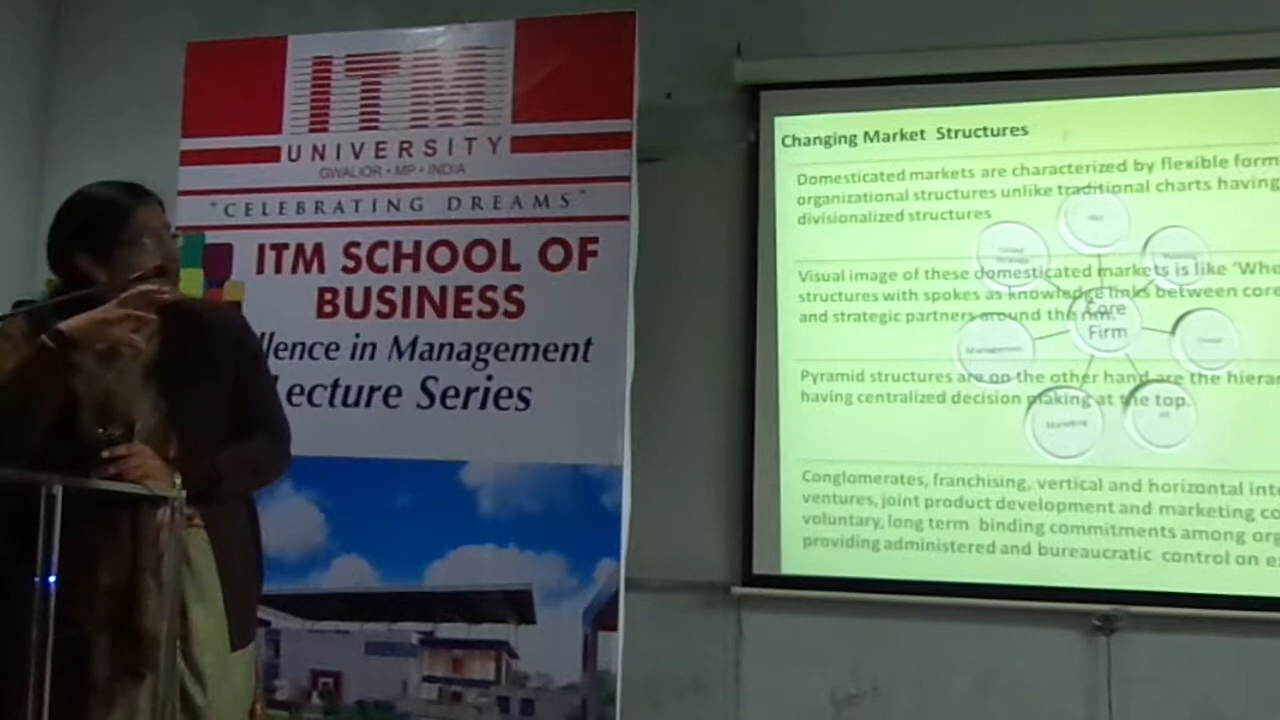 ITM
UNIVERSITY
GWALIOR • MP • INDIA
"CELEBRATING DREAMS"
ITM SCHOOL OF
BUSINESS
llence in Management
Lecture Series
Changing Market Structures
Domesticated markets are characterized by flexible form
organizational structures unlike traditional charts having
divisionalized structures
Visual image of these domesticated markets is like 'Whe
structures with spokes as knowledge links between core
and strategic partners around the rim.
Pyramid structures are on the other hand are the hierar
having centralized decision making at the top.
Conglomerates, franchising, vertical and horizontal int
ventures, joint product development and marketing co
voluntary, long term binding commitments among org
providing administered and bureaucratic control on e
Core
Firm
Management
Marketing